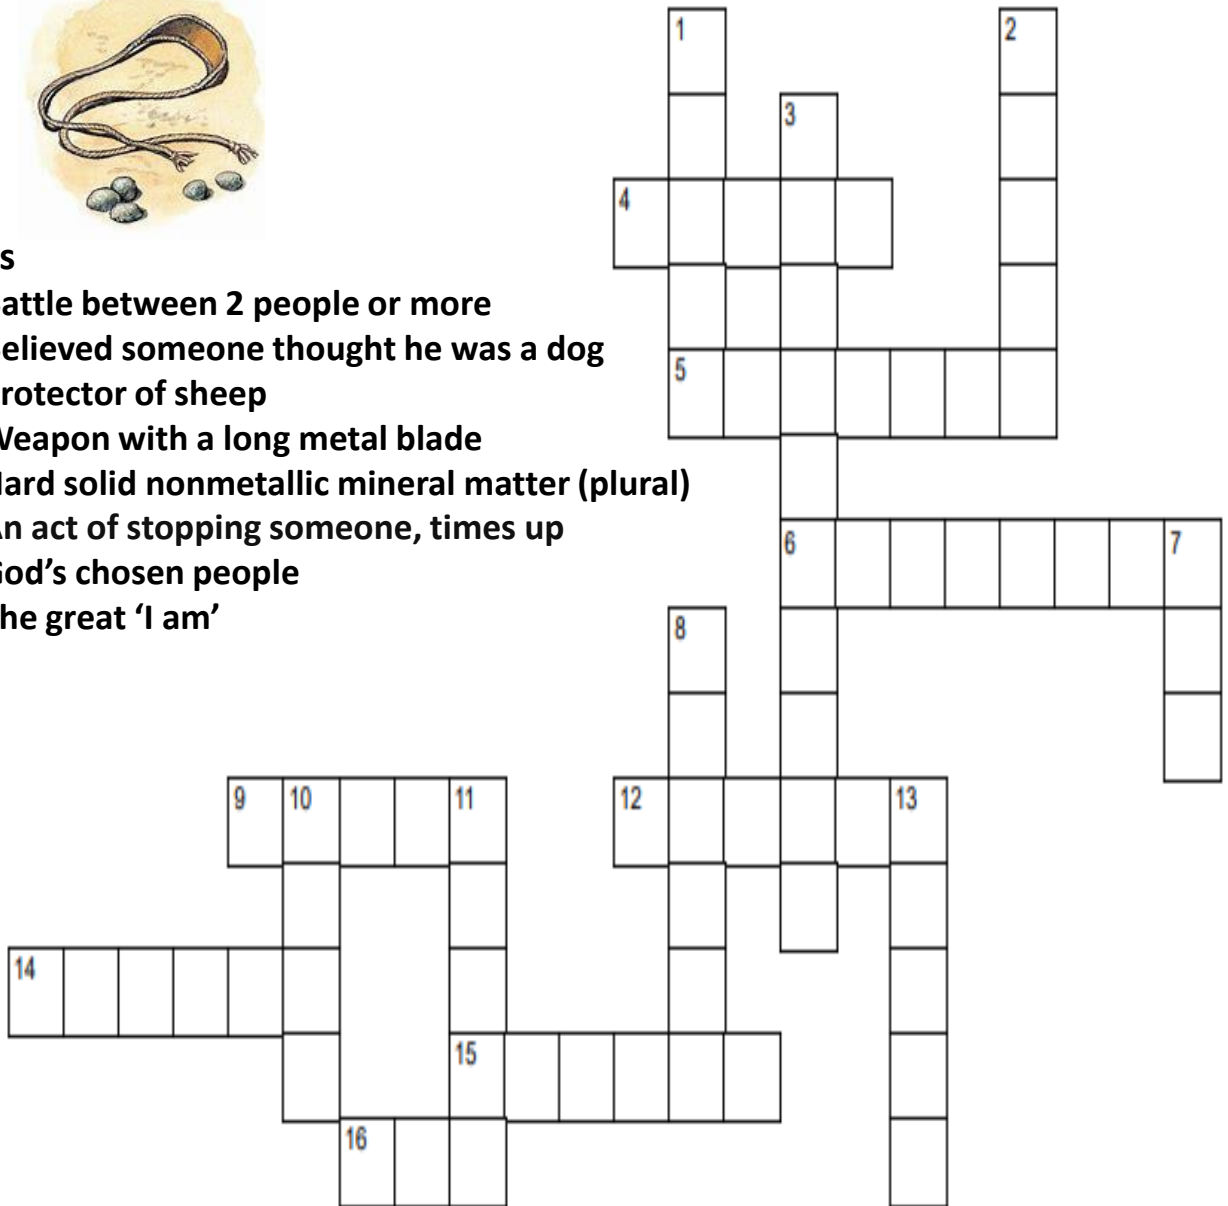 1 2
3
4
s
attle between 2 people or more
elieved someone thought he was a dog
5
rotector of sheep
Weapon with a long metal blade
Hard solid nonmetallic mineral matter (plural)
An act of stopping someone, times up
6 7
God’s chosen people
he great ‘I am’
8
9 10 11 12 13
14
15
16